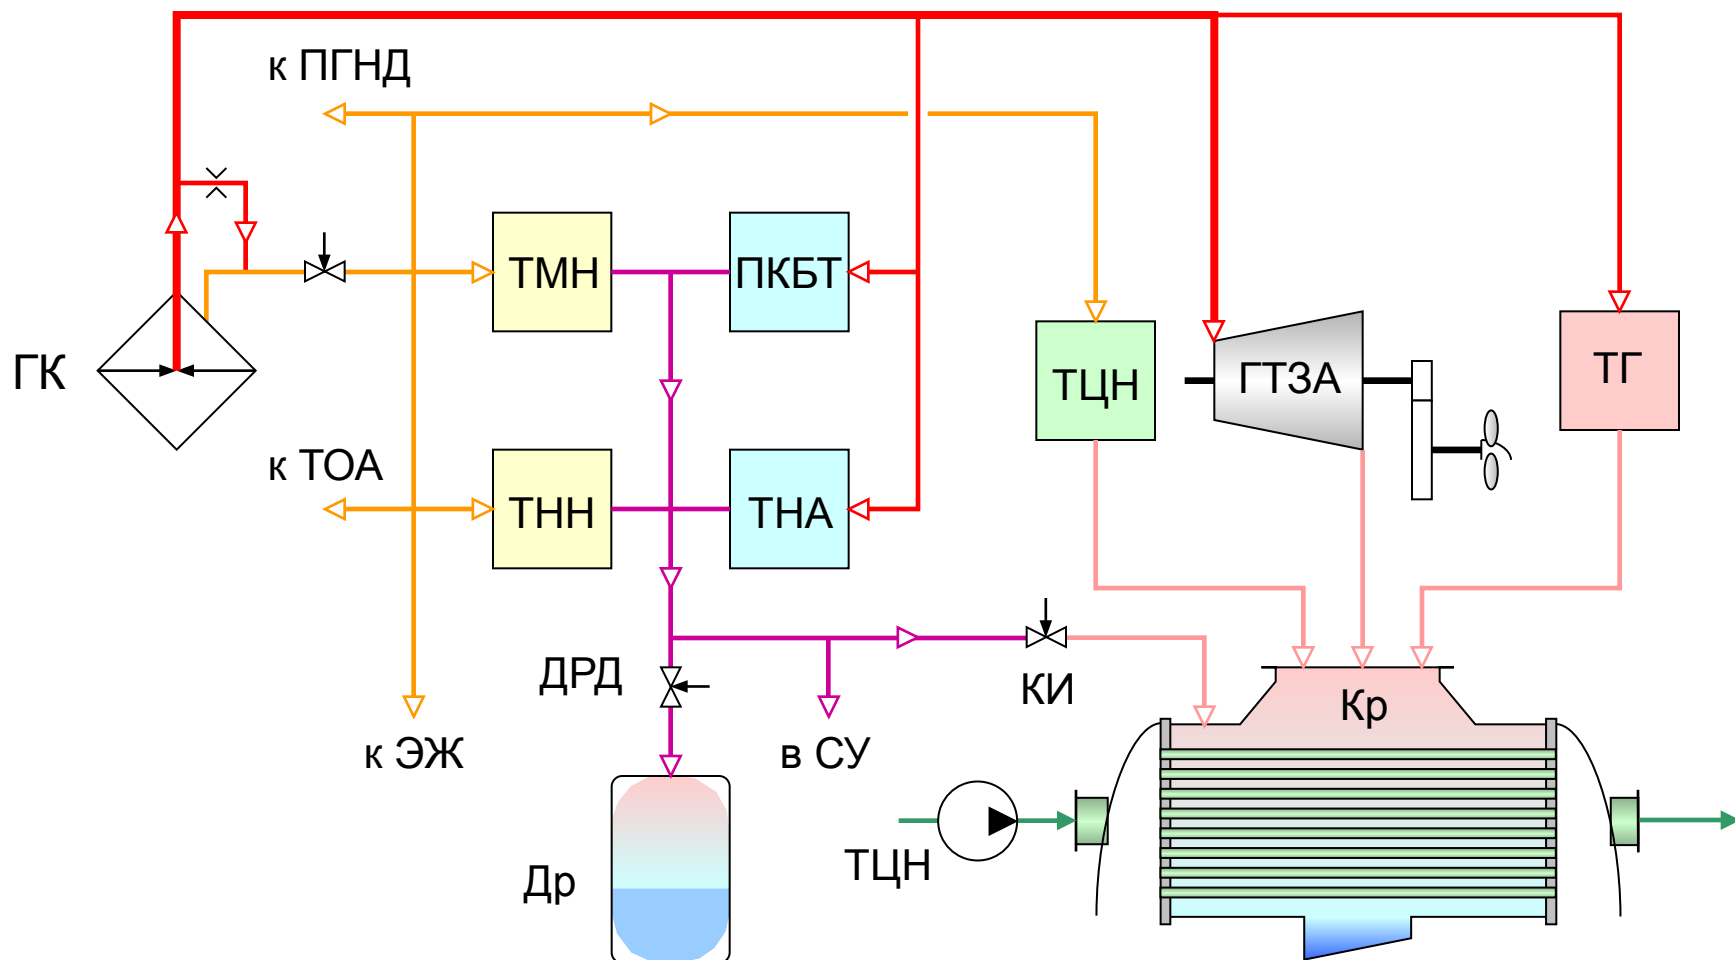 к ПГНД
ТМН
ПКБТ
ГК
ТЦН
ГТЗА
ТГ
к ТОА
ТНН
ТНА
ДРД
КИ
Кр
к ЭЖ
в СУ
ТЦН
Др